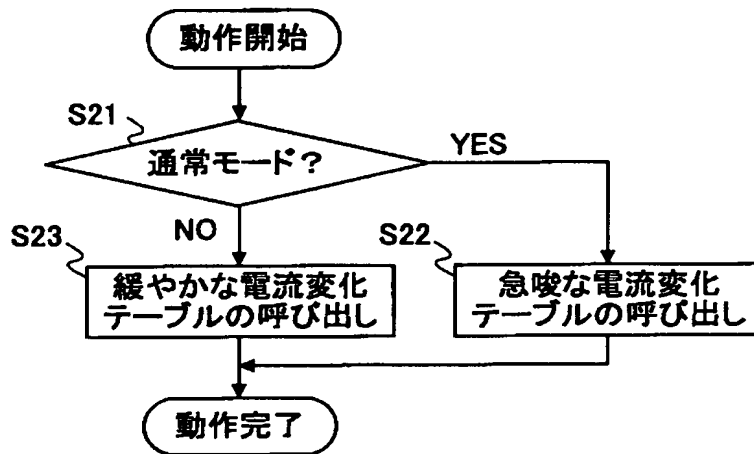 動作開始
S21
通常モード?
YES
NO
S23
緩やかな電流変化
テーブルの呼び出し
S22
急唆な電流変化
テーブルの呼び出し
動作完了